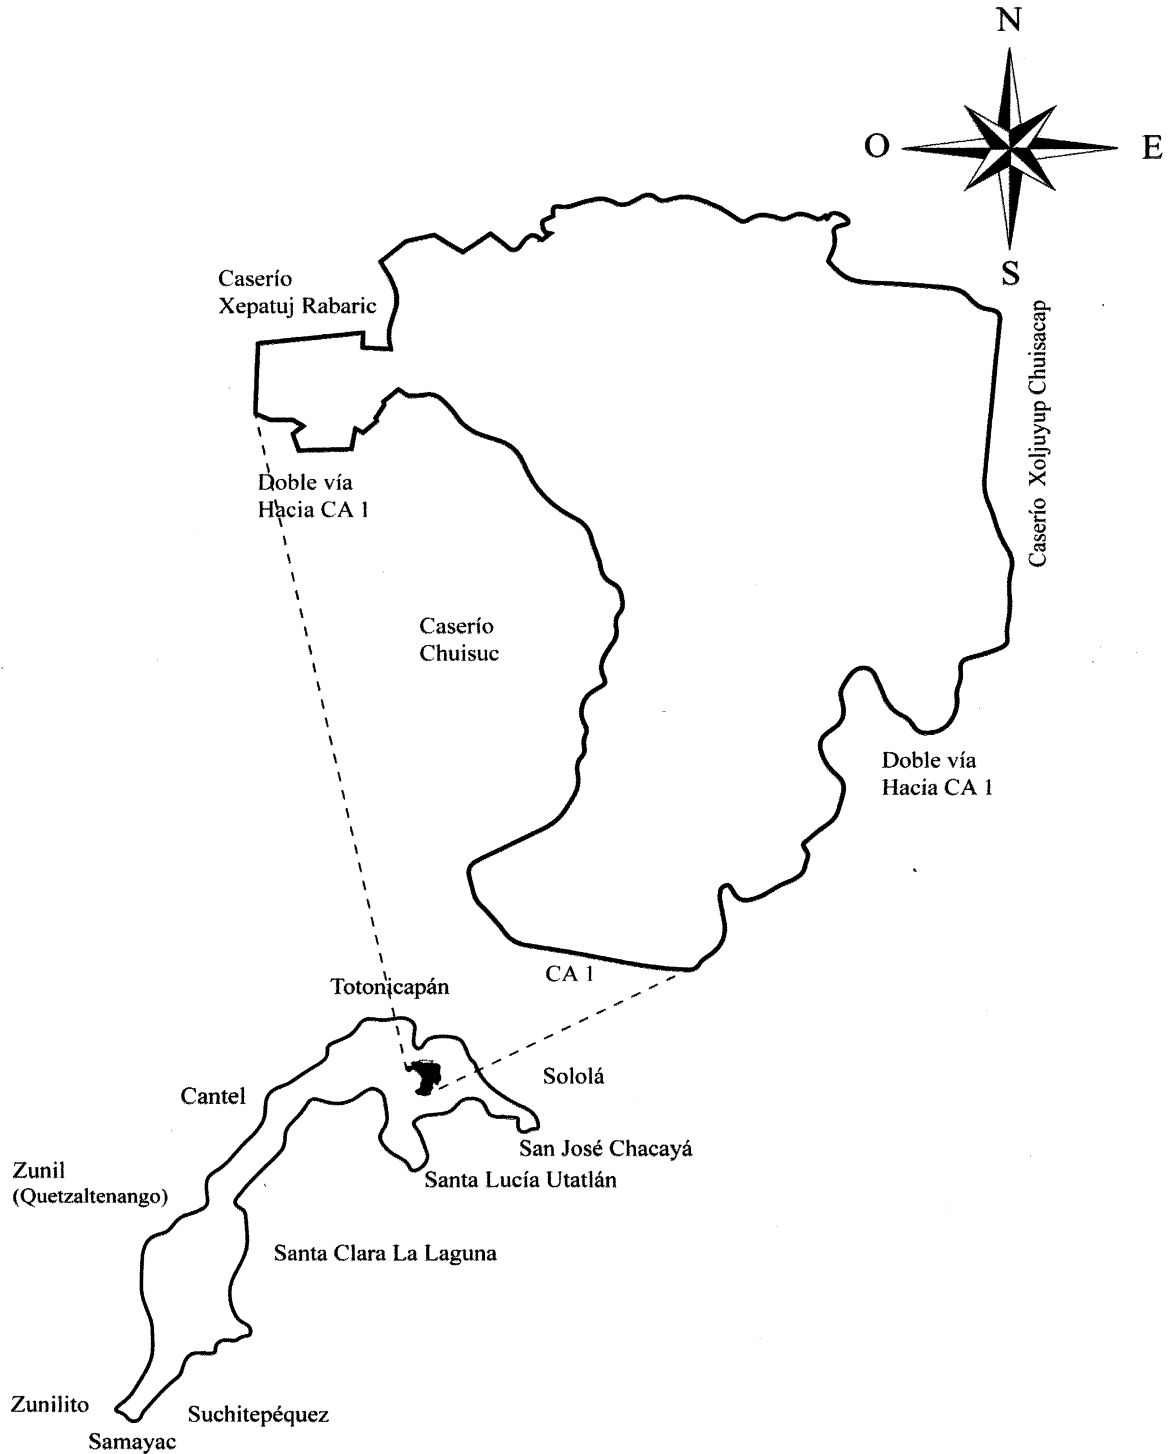 N
O
E
S
Caserío
Xepatuj Rabaric
Caserío Xoljuyup Chuisacap
Doble vía
Hacia CA 1
Caserío
Chuisuc
Doble vía
Hacia CA 1
CA 1
Totonicapán
Sololá
Cantel
San José Chacayá
Zunil
(Quetzaltenango)
Santa Lucía Utatlán
Santa Clara La Laguna
Zunilito
Suchitepéquez
Samayac